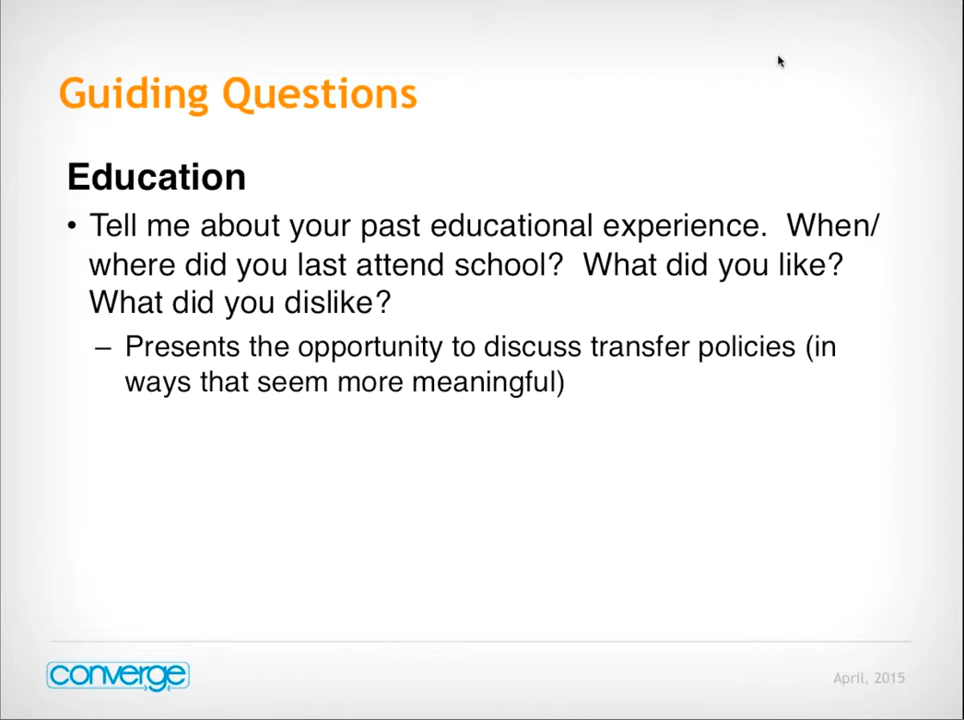 Guiding Questions
Education
• Tell me about your past educational experience.  When/
where did you last attend school?  What did you like?
What did you dislike?
– Presents the opportunity to discuss transfer policies (in
ways that seem more meaningful)
converge
April, 2015